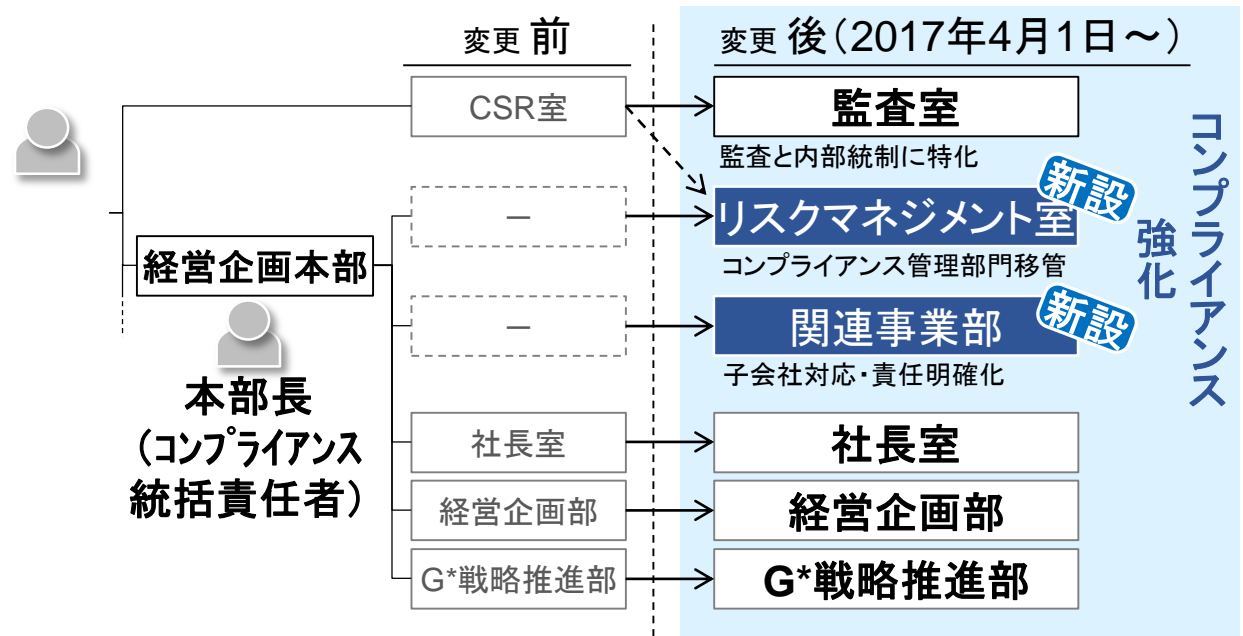 変更 前
変更 後（2017年4月1日～）
CSR室
監査室
監査と内部統制に特化
－
リスクマネジメント室
新設
コンプライアンス管理部門移管
経営企画本部
－
関連事業部
新設
子会社対応・責任明確化
本部長
（コンプライアンス
統括責任者）
社長室
社長室
経営企画部
経営企画部
G*戦略推進部
G*戦略推進部
コンプライアンス
強化